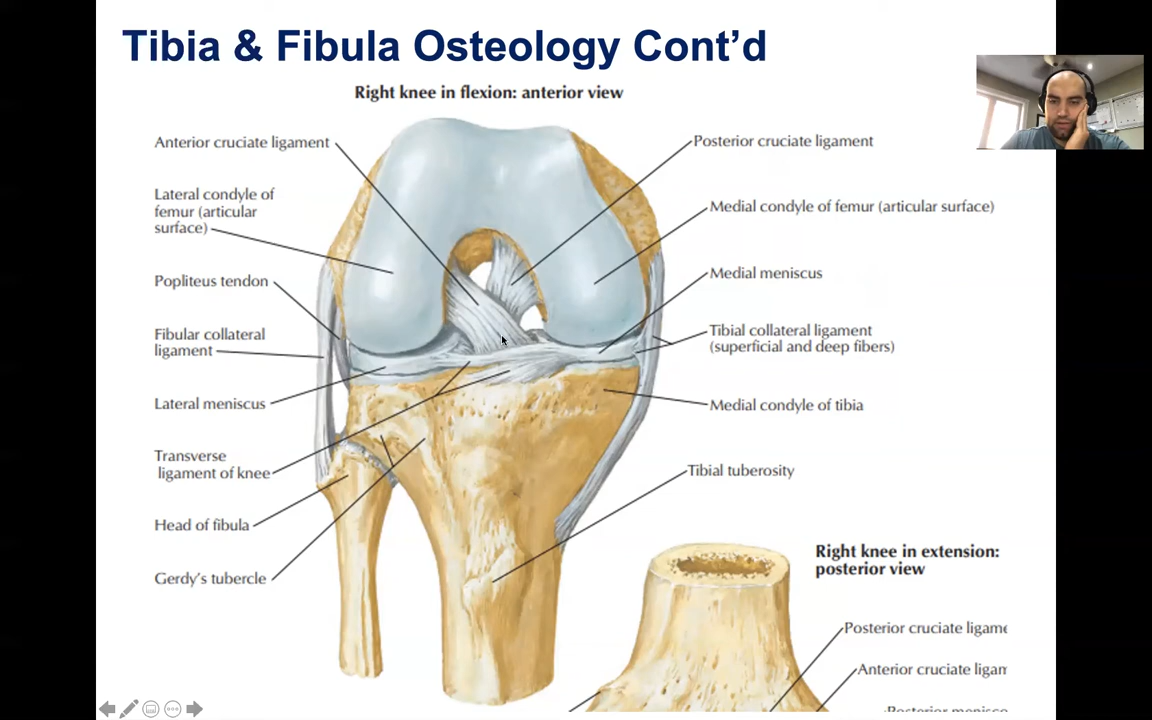 Tibia & Fibula Osteology Cont’d
Right knee in flexion: anterior view
Anterior cruciate ligament
Lateral condyle of
femur (articular
surface)
Popliteus tendon
Fibular collateral
ligament
Lateral meniscus
Transverse
ligament of knee
Head of fibula
Gerdy’s tubercle
Posterior cruciate ligament
Medial condyle of femur (articular surface)
Medial meniscus
Tibial collateral ligament
(superficial and deep fibers)
Medial condyle of tibia
Tibial tuberosity
Right knee in extension:
posterior view
Posterior cruciate
Anterior cruciate
Posterior